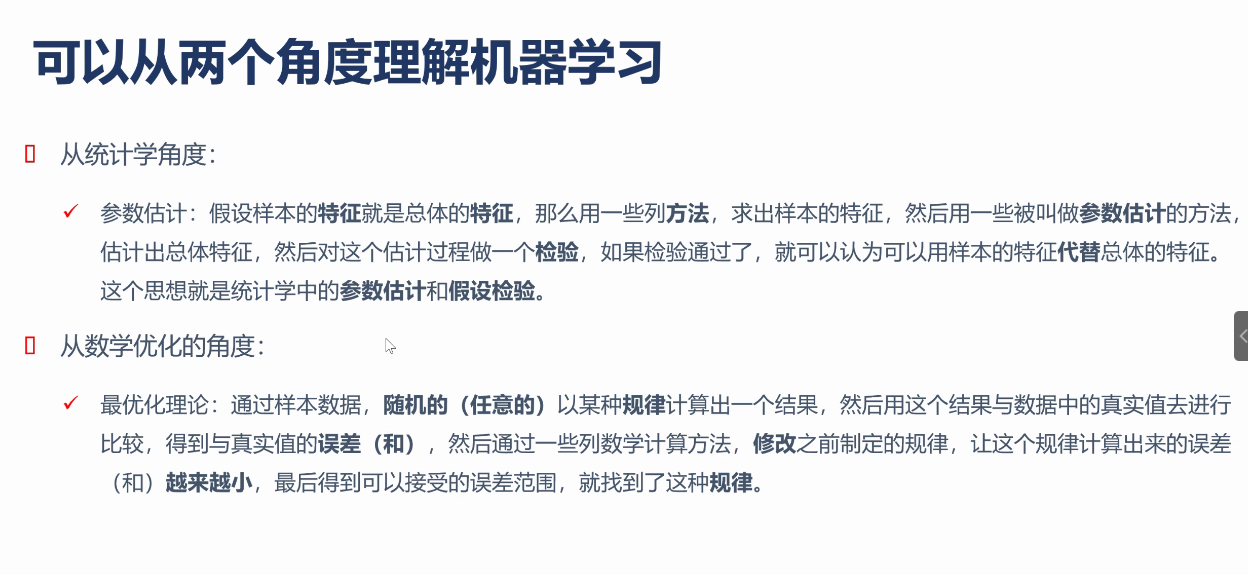 可以从两个角度理解机器学习
从统计学角度：
参数估计：假设样本的特征就是总体的特征，那么用一些列方法，求出样本的特征，然后用一些被叫做参数估计的方法，
估计出总体特征，然后对这个估计过程做一个检验，如果检验通过了，就可以认为可以用样本的特征代替总体的特征。
这个思想就是统计学中的参数估计和假设检验。
从数学优化的角度：
最优化理论：通过样本数据，随机的（任意的）以某种规律计算出一个结果，然后用这个结果与数据中的真实值去进行
比较，得到与真实值的误差（和），然后通过一些列数学计算方法，修改之前制定的规律，让这个规律计算出来的误差
（和）越来越小，最后得到可以接受的误差范围，就找到了这种规律。